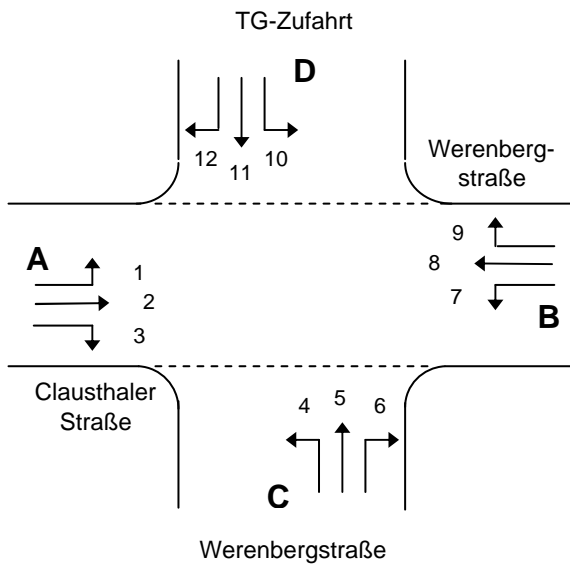 TG-Zufahrt
D
12 11 10
Werenberg-
straße
9
8
7
B
A
1
2
3
Clausthaler
Straße
4 5 6
C
Werenbergstraße